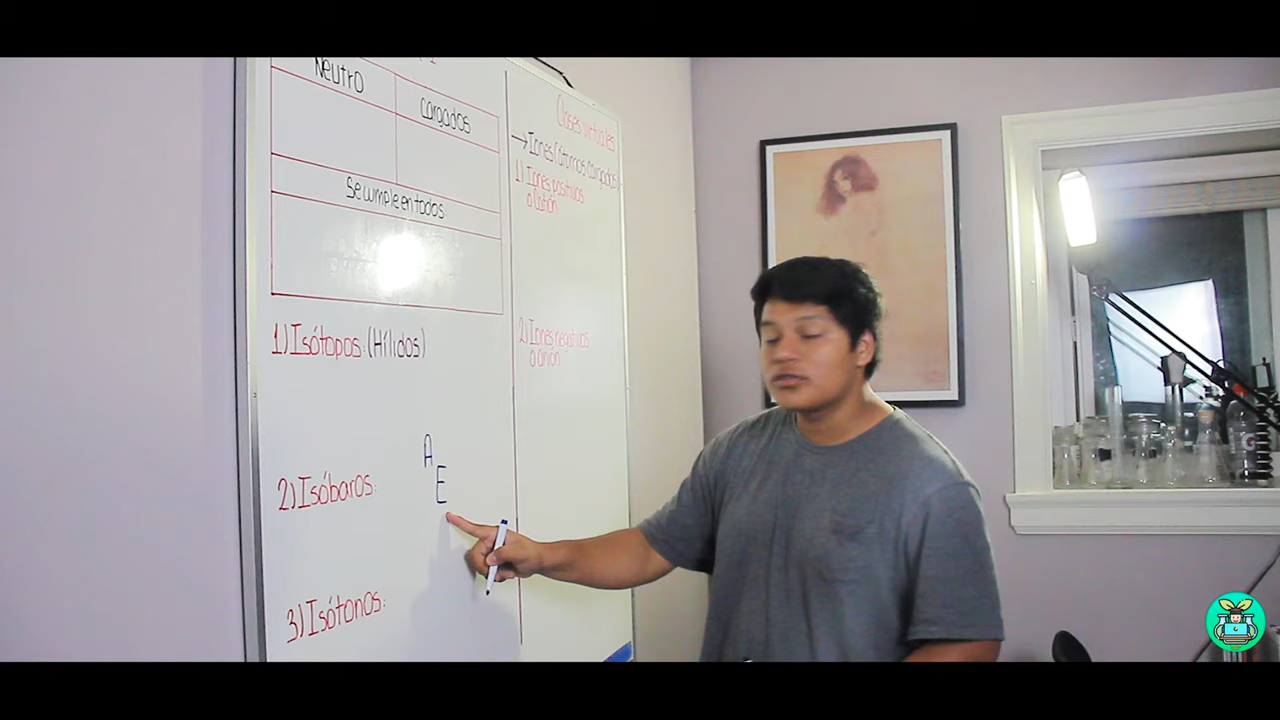 Neutro
cargados
Se cumple en todos
1) Isótopos: (Hílidos)
A
E
2) Isóbaros:
3) Isótonos:
Clases virtuales
→ Iones (átomos cargados)
1) Iones positivos
o Catión
2) Iones negativos
o anión